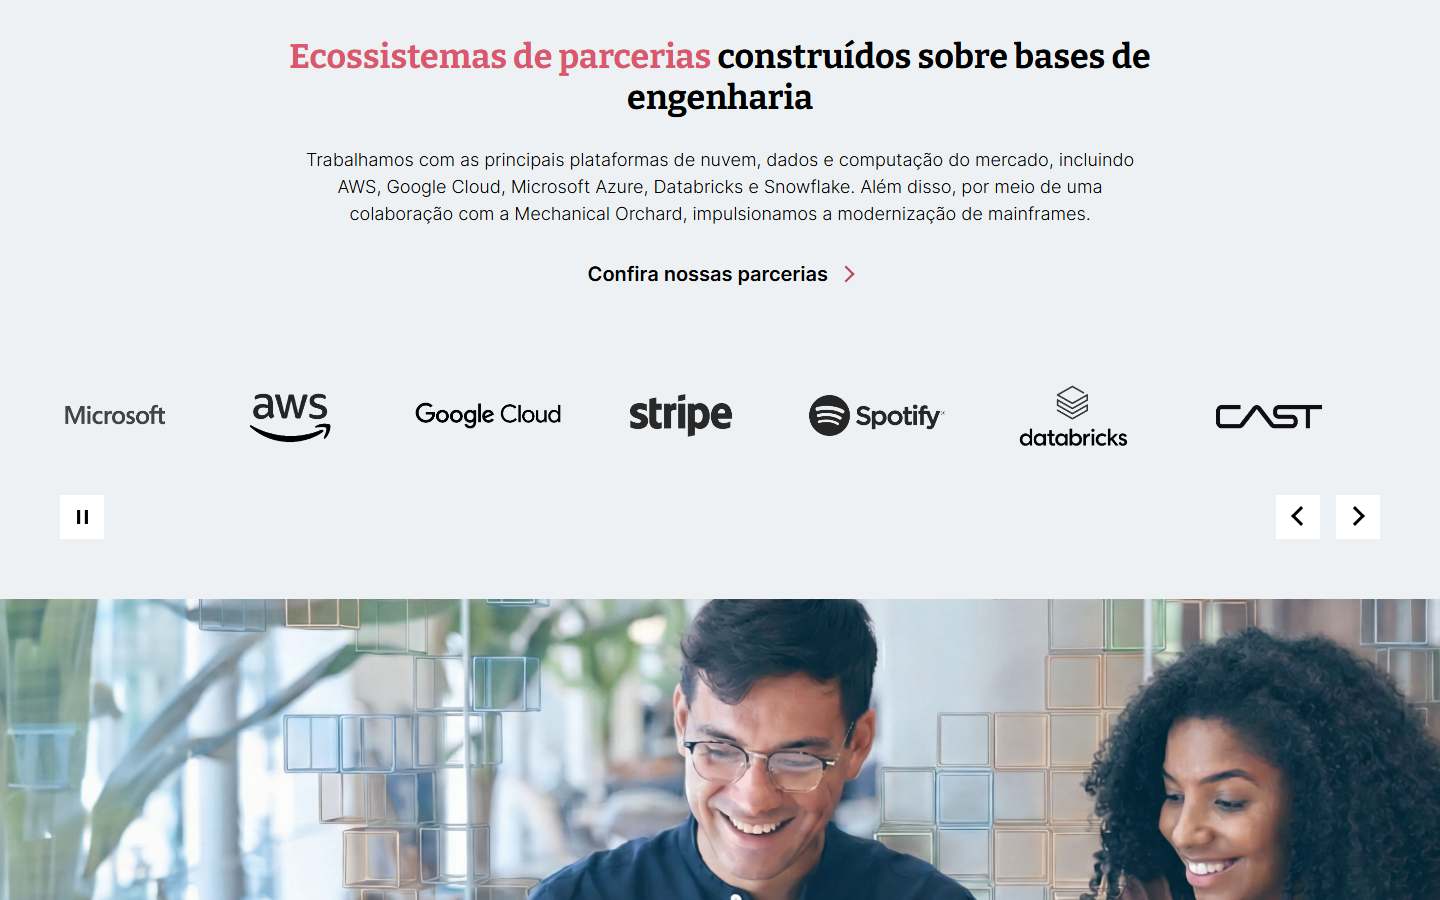 Ecossistemas de parcerias construídos sobre bases de
engenharia
Trabalhamos com as principais plataformas de nuvem, dados e computação do mercado, incluindo
AWS, Google Cloud, Microsoft Azure, Databricks e Snowflake. Além disso, por meio de uma
colaboração com a Mechanical Orchard, impulsionamos a modernização de mainframes.
Confira nossas parcerias
Microsoft aws Google Cloud stripe Spotify databricks CAST